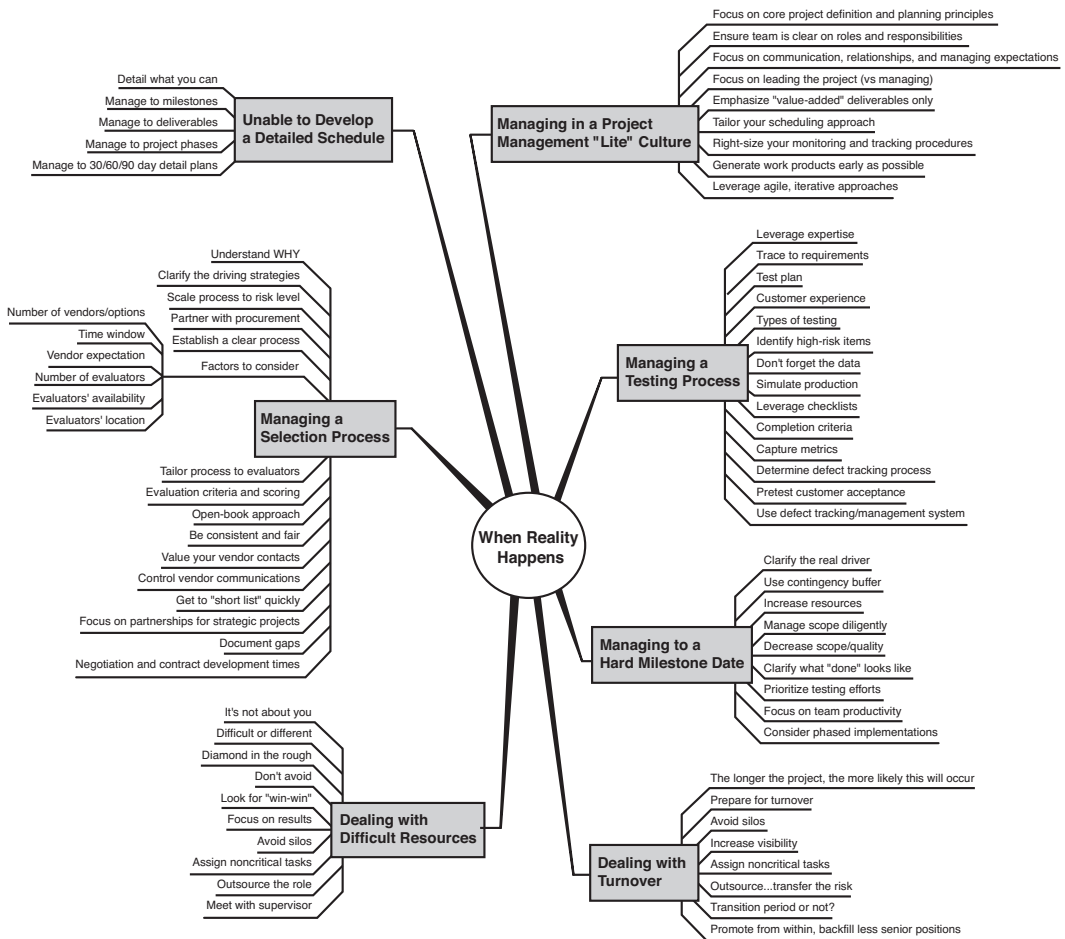 Detail what you can
Manage to milestones
Manage to deliverables
Manage to project phases
Manage to 30/60/90 day detail plans
Unable to Develop
a Detailed Schedule
Managing in a Project
Management "Lite" Culture
Focus on core project definition and planning principles
Ensure team is clear on roles and responsibilities
Focus on communication, relationships, and managing expectations
Focus on leading the project (vs managing)
Emphasize "value-added" deliverables only
Tailor your scheduling approach
Right-size your monitoring and tracking procedures
Generate work products early as possible
Leverage agile, iterative approaches
Understand WHY
Clarify the driving strategies
Scale process to risk level
Partner with procurement
Establish a clear process
Factors to consider
Number of vendors/options
Time window
Vendor expectation
Number of evaluators
Evaluators' availability
Evaluators' location
Managing a
Selection Process
Tailor process to evaluators
Evaluation criteria and scoring
Open-book approach
Be consistent and fair
Value your vendor contacts
Control vendor communications
Get to "short list" quickly
Focus on partnerships for strategic projects
Document gaps
Negotiation and contract development times
Managing a
Testing Process
Leverage expertise
Trace to requirements
Test plan
Customer experience
Types of testing
Identify high-risk items
Don't forget the data
Simulate production
Leverage checklists
Completion criteria
Capture metrics
Determine defect tracking process
Pretest customer acceptance
Use defect tracking/management system
When Reality
Happens
Managing to a
Hard Milestone Date
Clarify the real driver
Use contingency buffer
Increase resources
Manage scope diligently
Decrease scope/quality
Clarify what "done" looks like
Prioritize testing efforts
Focus on team productivity
Consider phased implementations
It's not about you
Difficult or different
Diamond in the rough
Don't avoid
Look for "win-win"
Focus on results
Avoid silos
Assign noncritical tasks
Outsource the role
Meet with supervisor
Dealing with
Difficult Resources
Dealing with
Turnover
The longer the project, the more likely this will occur
Prepare for turnover
Avoid silos
Increase visibility
Assign noncritical tasks
Outsource...transfer the risk
Transition period or not?
Promote from within, backfill less senior positions